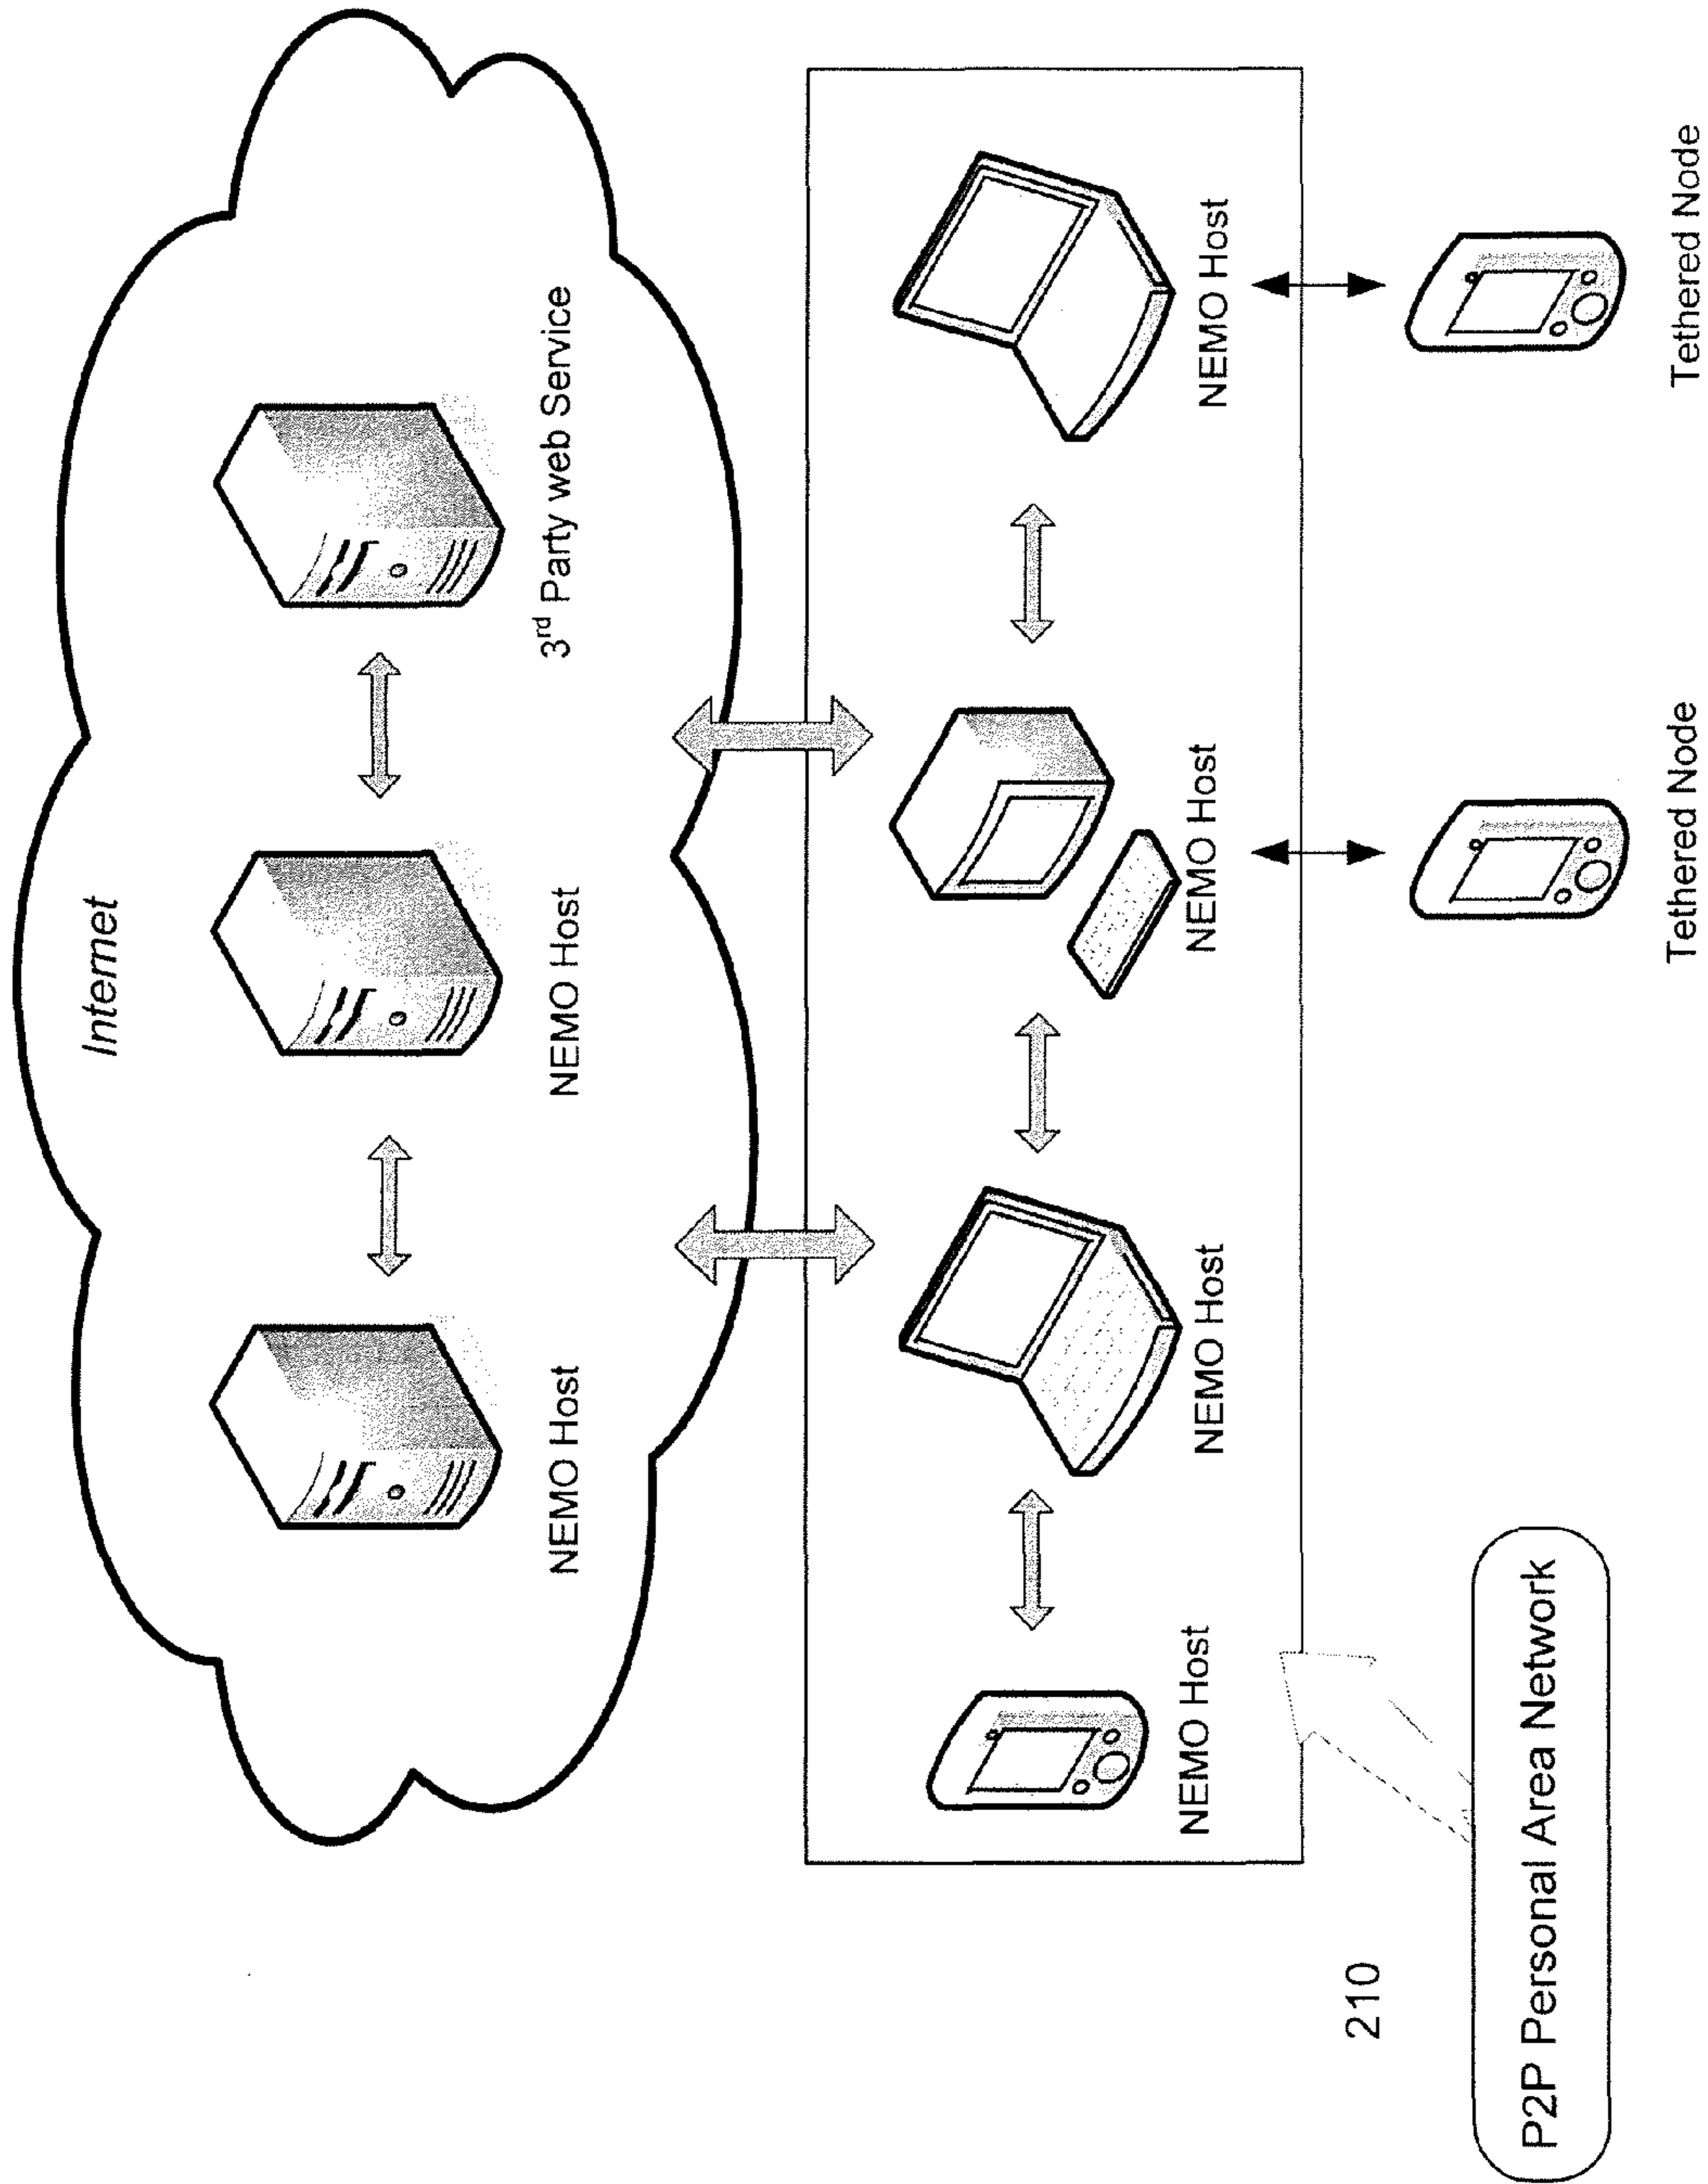 Internet
NEMO Host
NEMO Host
3rd Party web Service
NEMO Host
NEMO Host
NEMO Host
NEMO Host
210
P2P Personal Area Network
Tethered Node
Tethered Node